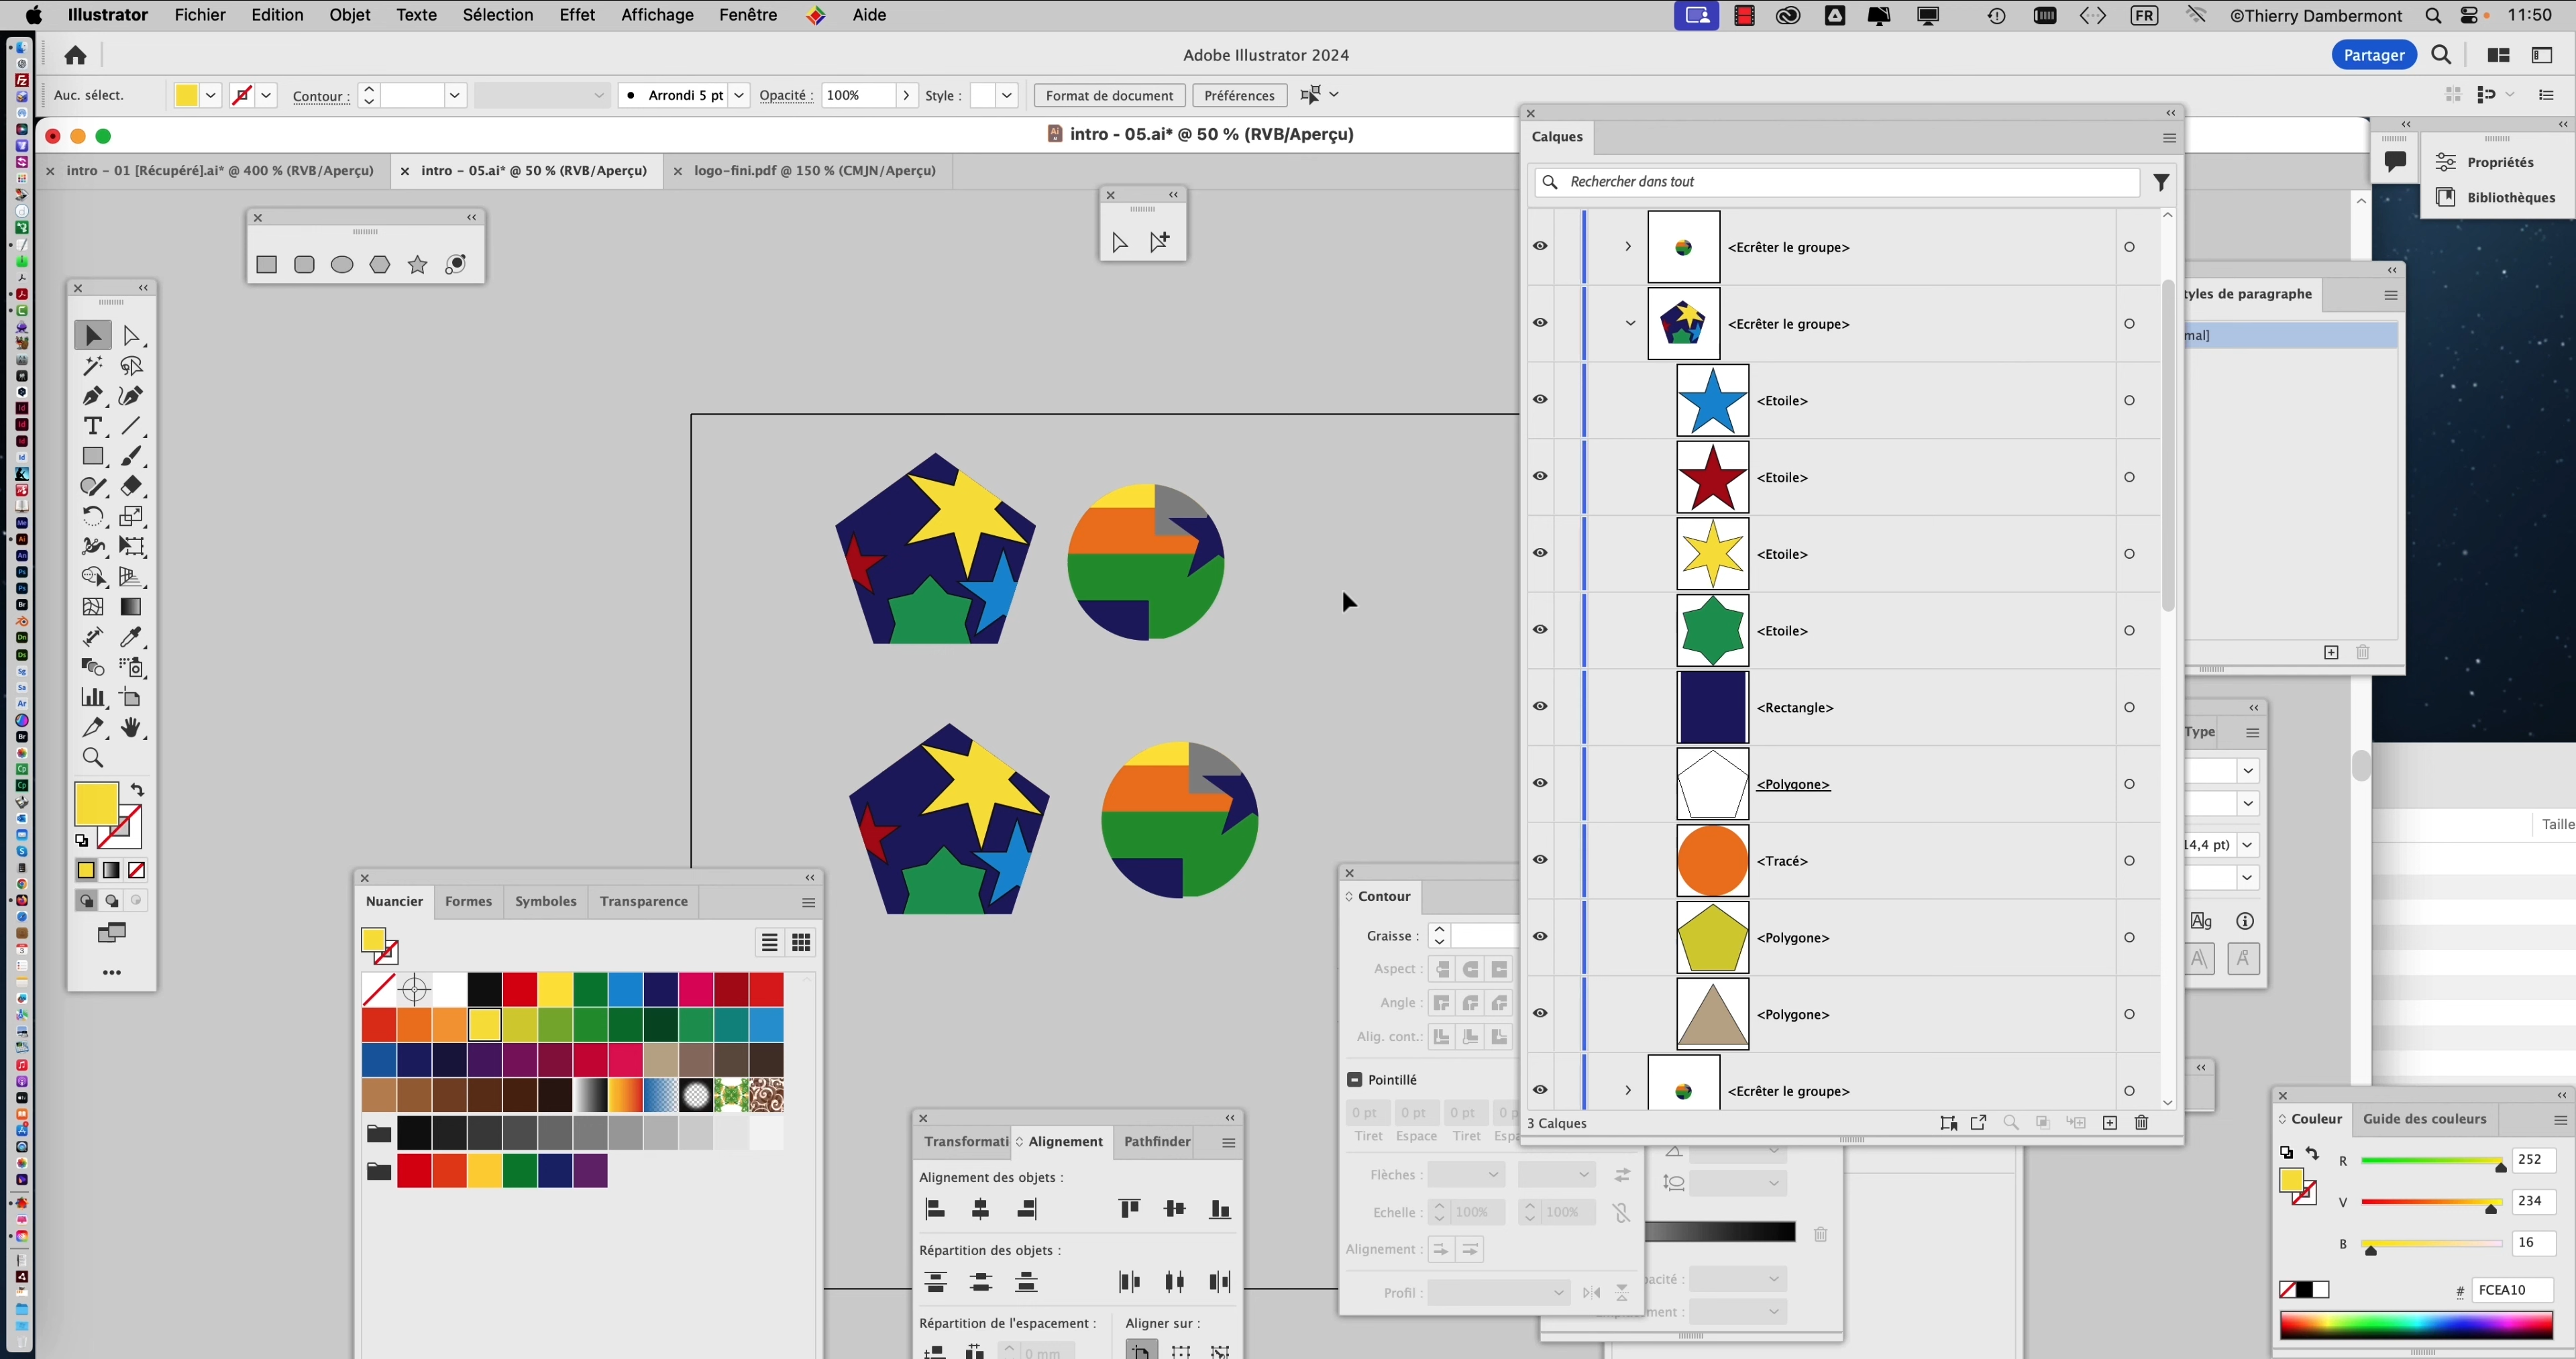 Illustrator Fichier Edition Objet Texte Sélection Effet Affichage Fenêtre Aide FR ©Thierry Dambermont 11:50
Adobe Illustrator 2024
Partager
Auc. sélect. Contour : Arrondi 5 pt Opacité : 100% Style : Format de document Préférences
intro - 05.ai* @ 50 % (RVB/Aperçu)
intro - 01 [Récupéré].ai* @ 400 % (RVB/Aperçu)
intro - 05.ai* @ 50 % (RVB/Aperçu)
logo-fini.pdf @ 150 % (CMJN/Aperçu)
Calques
Rechercher dans tout
<Ecrêter le groupe>
<Ecrêter le groupe>
<Etoile>
<Etoile>
<Etoile>
<Etoile>
<Rectangle>
<Polygone>
<Tracé>
<Polygone>
<Polygone>
<Ecrêter le groupe>
3 Calques
Propriétés
Bibliothèques
tyles de paragraphe
mal]
Type
14,4 pt)
Taille
Nuancier Formes Symboles Transparence
Transformati Alignement Pathfinder
Alignement des objets :
Répartition des objets :
Répartition de l'espacement : Aligner sur :
0 mm
Contour
Graisse :
Aspect :
Angle :
Alig. cont.:
Pointillé
0 pt 0 pt 0 pt 0 p
Tiret Espace Tiret Espa
Flèches :
Echelle : 100% 100%
Alignement :
Profil :
acité :
ment :
Couleur Guide des couleurs
R 252
V 234
B 16
# FCEA10